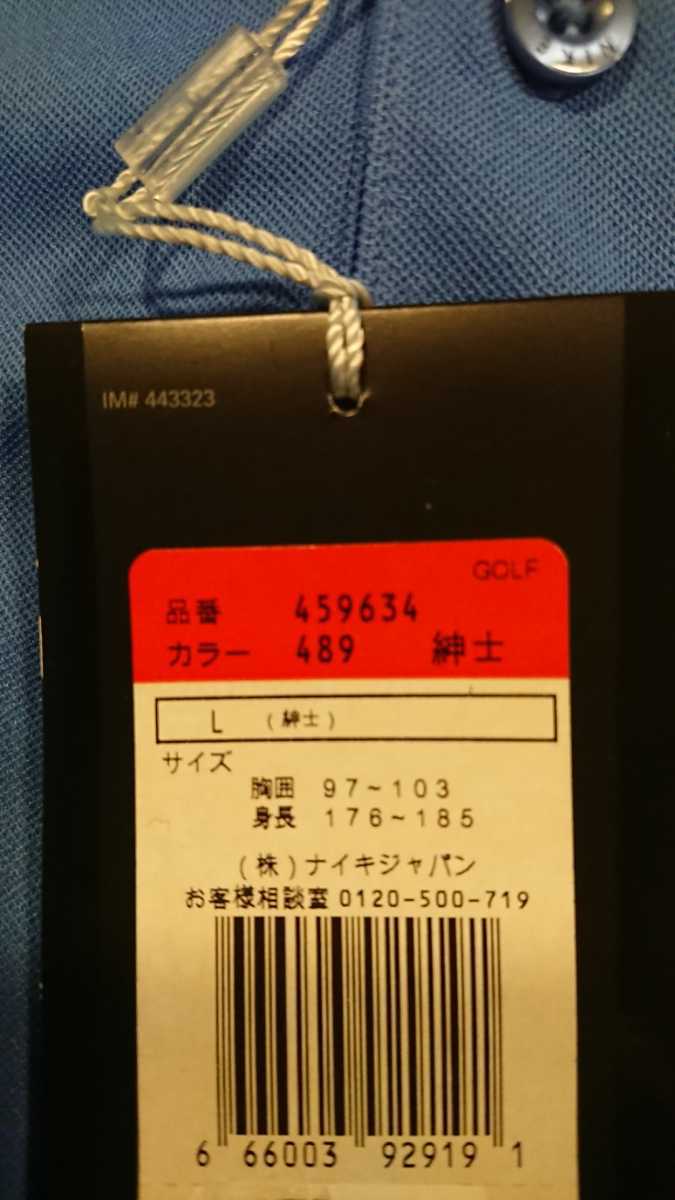 NIKE
IM# 443323
GOLF
品番 459634
カラー 489 紳士
L (紳士)
サイズ
胸囲 97~103
身長 176~185
(株)ナイキジャパン
お客様相談室 0120-500-719
6 66003 92919 1